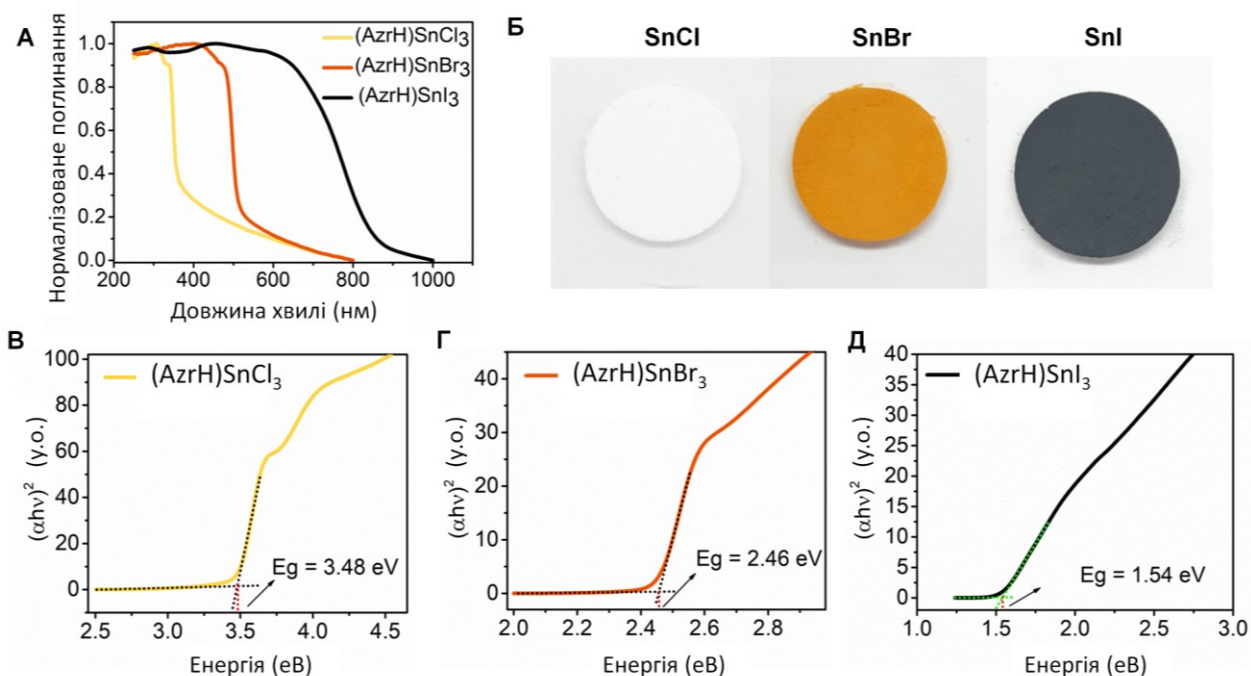 А
Нормалізоване поглинання
1.0
0.8
0.6
0.4
0.2
0.0
(AzrH)SnCl₃
(AzrH)SnBr₃
(AzrH)SnI₃
200 400 600 800 1000
Довжина хвилі (нм)
Б
SnCl SnBr SnI
В
(αhν)² (у.о.)
100
80
60
40
20
0
(AzrH)SnCl₃
Eg = 3.48 eV
2.5 3.0 3.5 4.0 4.5
Енергія (еВ)
Г
(αhν)² (у.о.)
40
30
20
10
0
(AzrH)SnBr₃
Eg = 2.46 eV
2.0 2.2 2.4 2.6 2.8
Енергія (еВ)
Д
(αhν)² (у.о.)
40
35
30
25
20
15
10
5
0
(AzrH)SnI₃
Eg = 1.54 eV
1.0 1.5 2.0 2.5 3.0
Енергія (еВ)